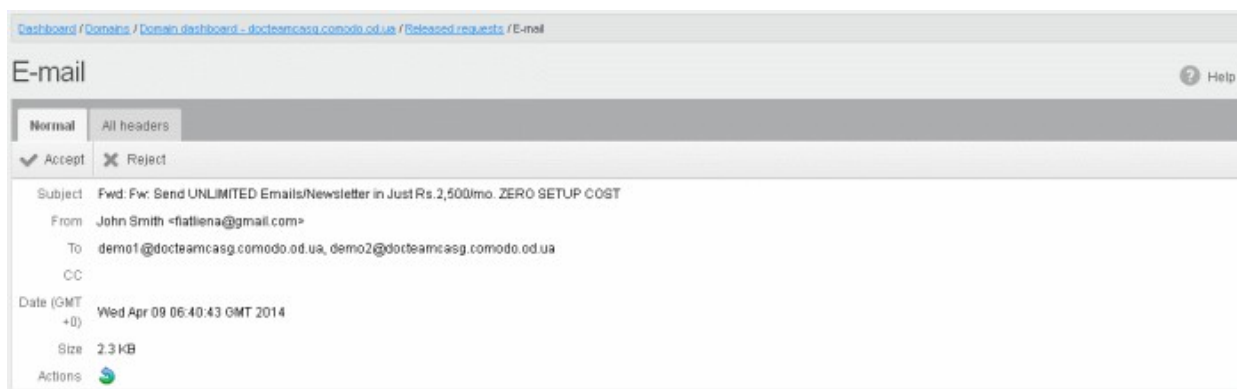 Dashboard / Domains / Domain dashboard - docteamcasg.comodo.od.ua / Released requests / E-mail
E-mail
Help
Normal All headers
Accept Reject
Subject Fwd: Fw: Send UNLIMITED Emails/Newsletter in Just Rs.2,500/mo. ZERO SETUP COST
From John Smith <fiatliena@gmail.com>
To demo1@docteamcasg.comodo.od.ua, demo2@docteamcasg.comodo.od.ua
CC
Date (GMT
+0) Wed Apr 09 06:40:43 GMT 2014
Size 2.3 KB
Actions